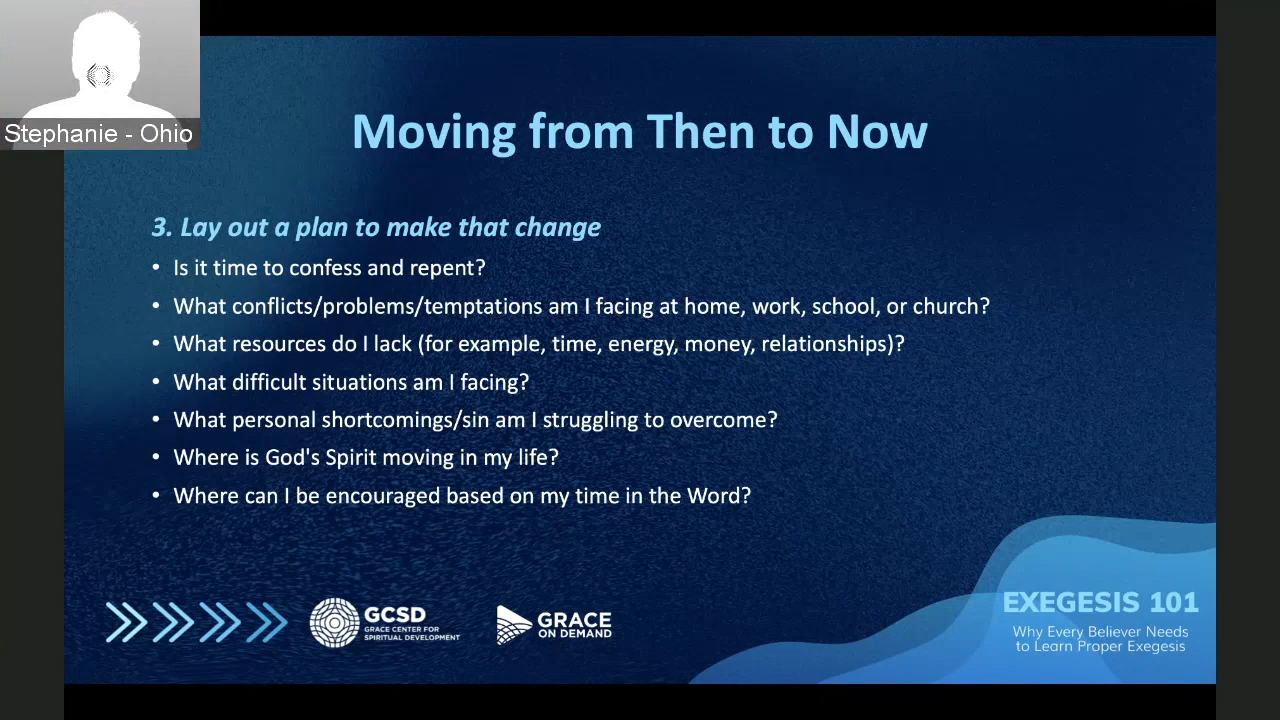 Stephanie - Ohio
Moving from Then to Now
3. Lay out a plan to make that change
• Is it time to confess and repent?
• What conflicts/problems/temptations am I facing at home, work, school, or church?
• What resources do I lack (for example, time, energy, money, relationships)?
• What difficult situations am I facing?
• What personal shortcomings/sin am I struggling to overcome?
• Where is God's Spirit moving in my life?
• Where can I be encouraged based on my time in the Word?
GCSD
GRACE CENTER FOR
SPIRITUAL DEVELOPMENT
GRACE
ON DEMAND
EXEGESIS 101
Why Every Believer Needs
to Learn Proper Exegesis